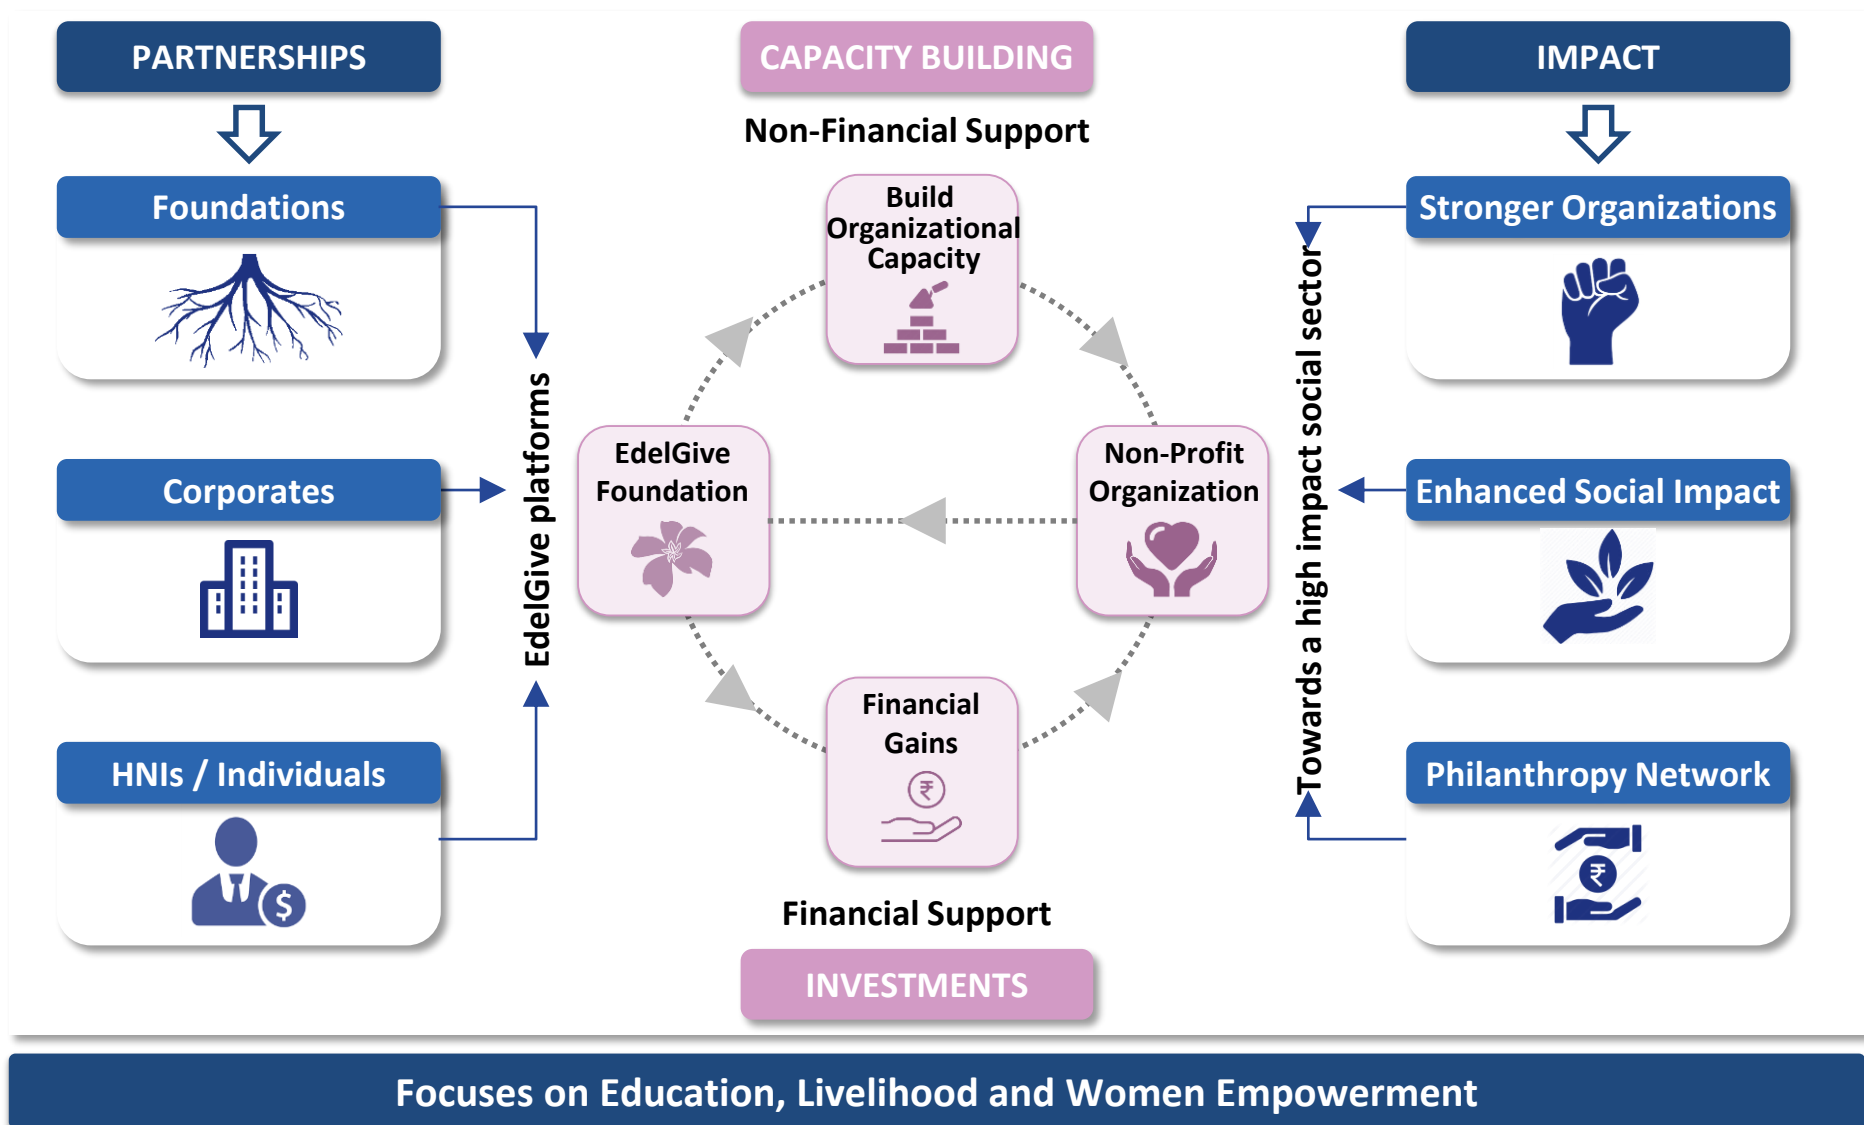 PARTNERSHIPS
Foundations
Corporates
HNIs / Individuals
$
EdelGive platforms
CAPACITY BUILDING
Non-Financial Support
Build
Organizational
Capacity
EdelGive
Foundation
Non-Profit
Organization
Financial
Gains
₹
Financial Support
INVESTMENTS
Towards a high impact social sector
IMPACT
Stronger Organizations
Enhanced Social Impact
Philanthropy Network
₹
Focuses on Education, Livelihood and Women Empowerment